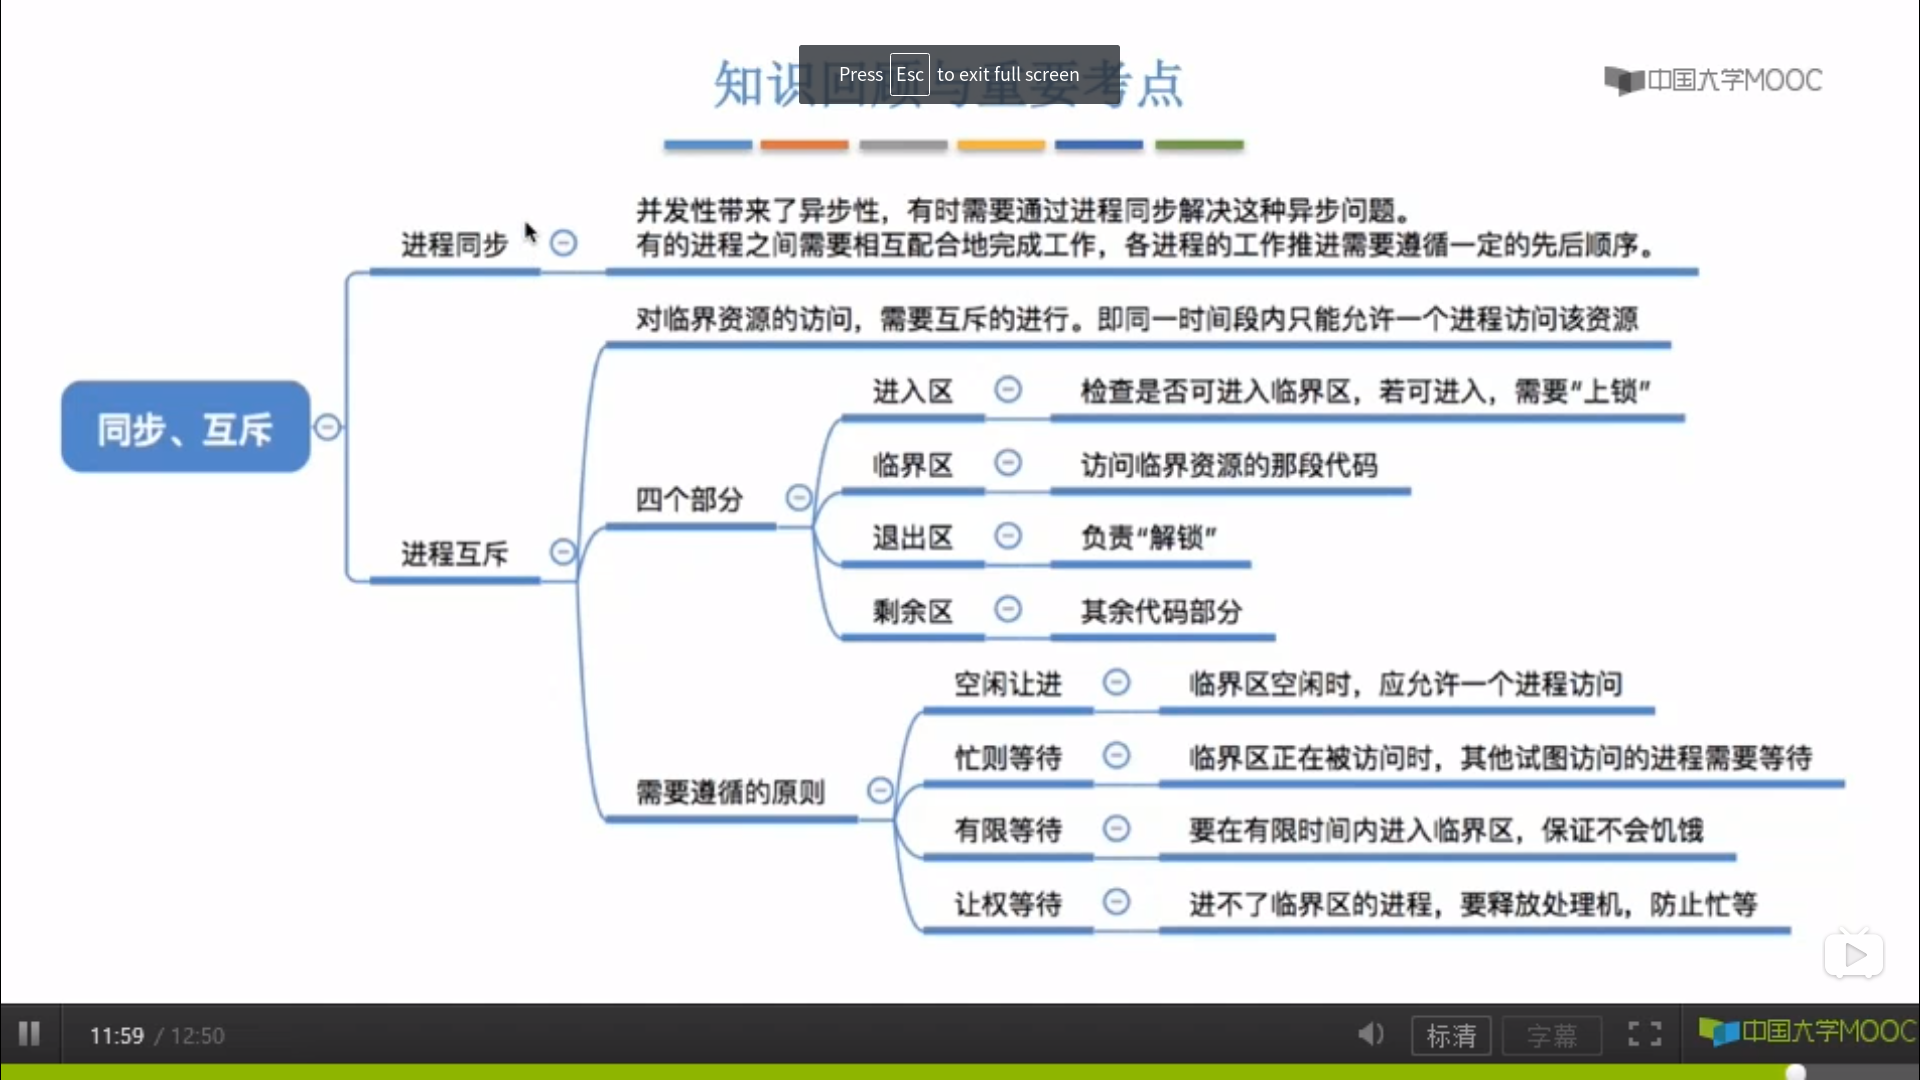 知识回顾与重要考点
Press Esc to exit full screen
中国大学MOOC
并发性带来了异步性，有时需要通过进程同步解决这种异步问题。
进程同步
有的进程之间需要相互配合地完成工作，各进程的工作推进需要遵循一定的先后顺序。
对临界资源的访问，需要互斥的进行。即同一时间段内只能允许一个进程访问该资源
进入区 检查是否可进入临界区，若可进入，需要“上锁”
同步、互斥
临界区 访问临界资源的那段代码
四个部分
退出区 负责“解锁”
进程互斥
剩余区 其余代码部分
空闲让进 临界区空闲时，应允许一个进程访问
忙则等待 临界区正在被访问时，其他试图访问的进程需要等待
需要遵循的原则
有限等待 要在有限时间内进入临界区，保证不会饥饿
让权等待 进不了临界区的进程，要释放处理机，防止忙等
11:59 / 12:50 标清 字幕 中国大学MOOC